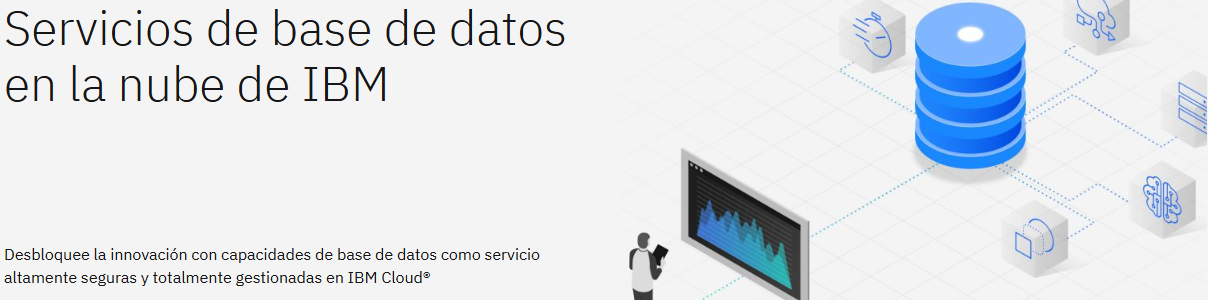 Servicios de base de datos
en la nube de IBM
Desbloquee la innovación con capacidades de base de datos como servicio
altamente seguras y totalmente gestionadas en IBM Cloud®